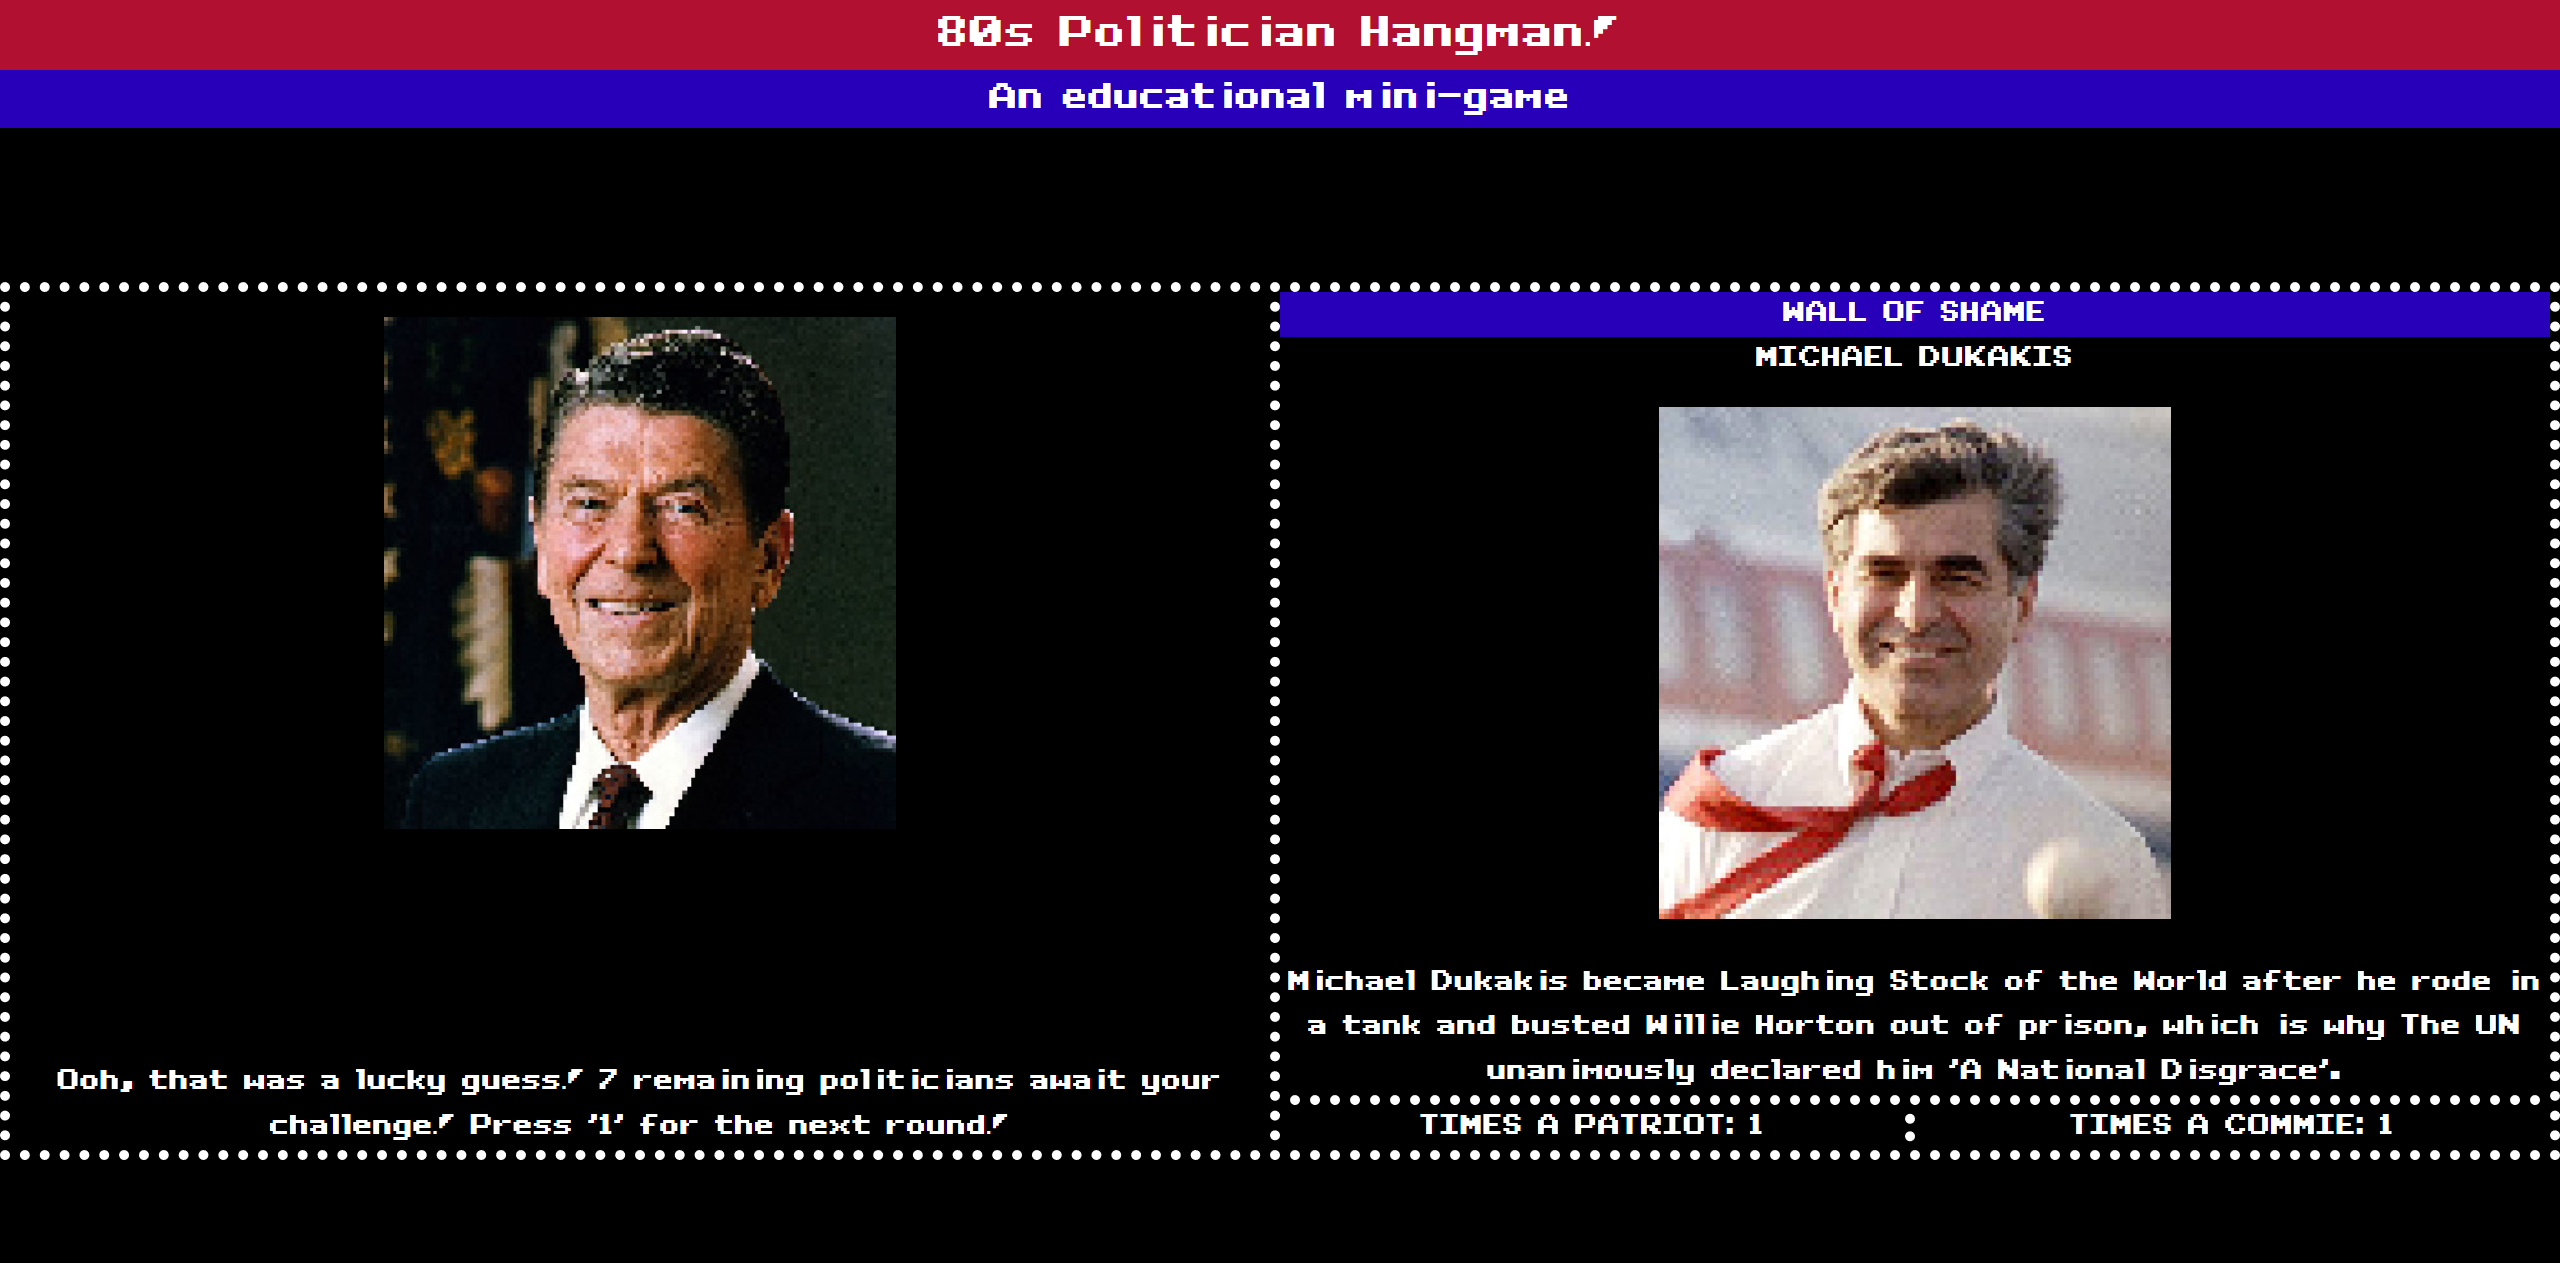 80s Politician Hangman!
An educational mini-game
WALL OF SHAME
MICHAEL DUKAKIS
Michael Dukakis became Laughing Stock of the World after he rode in
a tank and busted Willie Horton out of prison, which is why The UN
unanimously declared him 'A National Disgrace'.
Ooh, that was a lucky guess! 7 remaining politicians await your
challenge! Press '1' for the next round!
TIMES A PATRIOT: 1
TIMES A COMMIE: 1